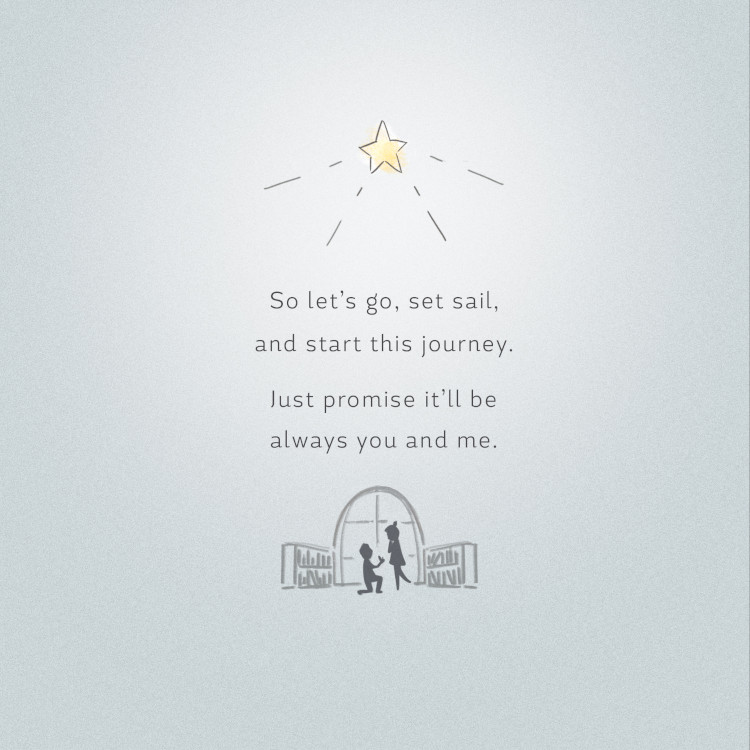 So let’s go, set sail,
and start this journey.
Just promise it’ll be
always you and me.